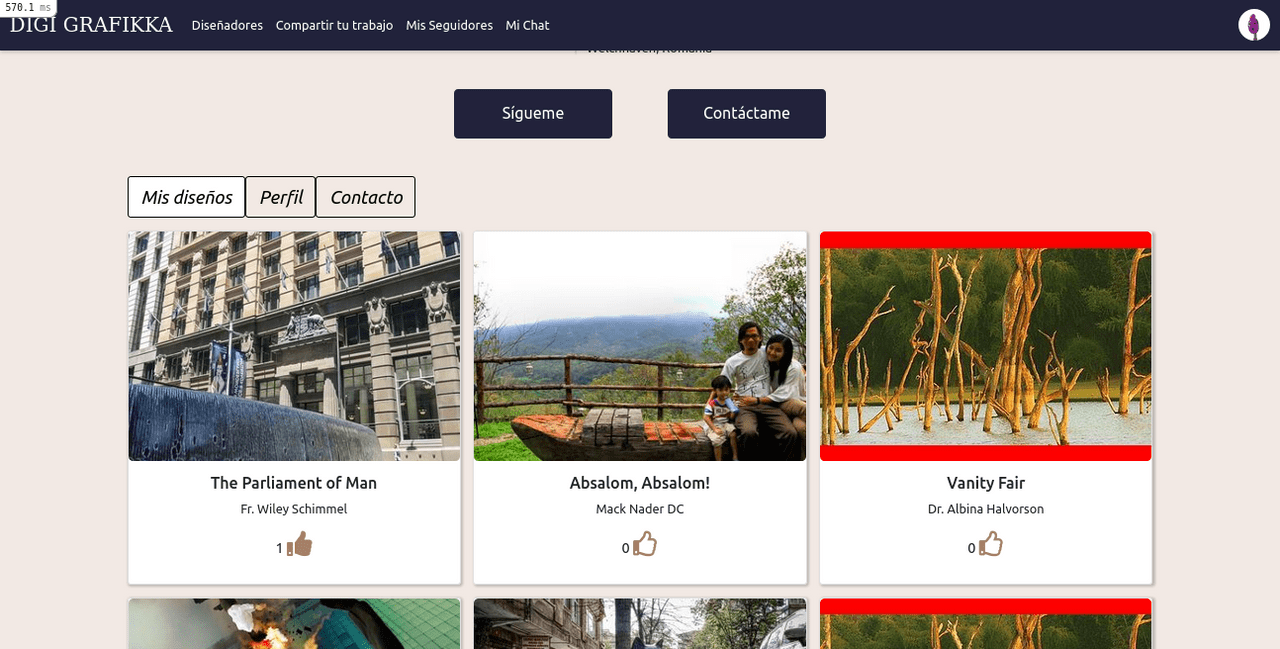 570.1 ms
DIGI GRAFIKKA Diseñadores Compartir tu trabajo Mis Seguidores Mi Chat
Welchhaven, Romania
Sígueme Contáctame
Mis diseños Perfil Contacto
The Parliament of Man
Fr. Wiley Schimmel
1
Absalom, Absalom!
Mack Nader DC
0
Vanity Fair
Dr. Albina Halvorson
0